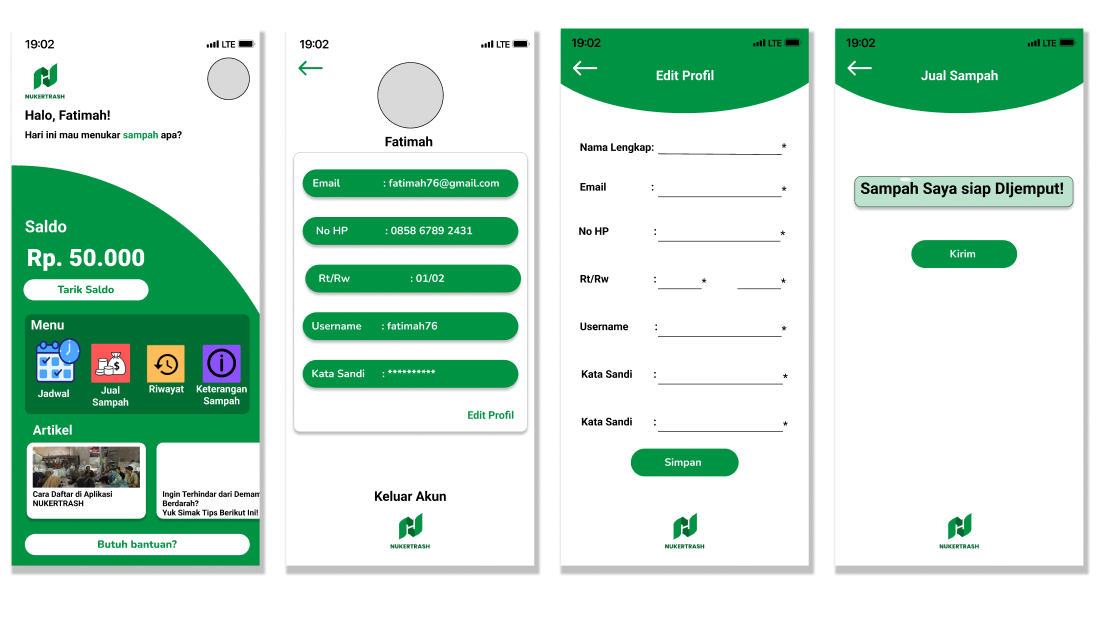 19:02
LTE
NUKERTRASH
Halo, Fatimah!
Hari ini mau menukar sampah apa?
Saldo
Rp. 50.000
Tarik Saldo
Menu
Jadwal
Jual
Sampah
Riwayat
Keterangan
Sampah
Artikel
Cara Daftar di Aplikasi
NUKERTRASH
Ingin Terhindar dari Demam
Berdarah?
Yuk Simak Tips Berikut Ini!
Butuh bantuan?
19:02
LTE
Fatimah
Email : fatimah76@gmail.com
No HP : 0858 6789 2431
Rt/Rw : 01/02
Username : fatimah76
Kata Sandi : **********
Edit Profil
Keluar Akun
NUKERTRASH
19:02
LTE
Edit Profil
Nama Lengkap: *
Email : *
No HP : *
Rt/Rw : * *
Username : *
Kata Sandi : *
Kata Sandi : *
Simpan
NUKERTRASH
19:02
LTE
Jual Sampah
Sampah Saya siap DIjemput!
Kirim
NUKERTRASH